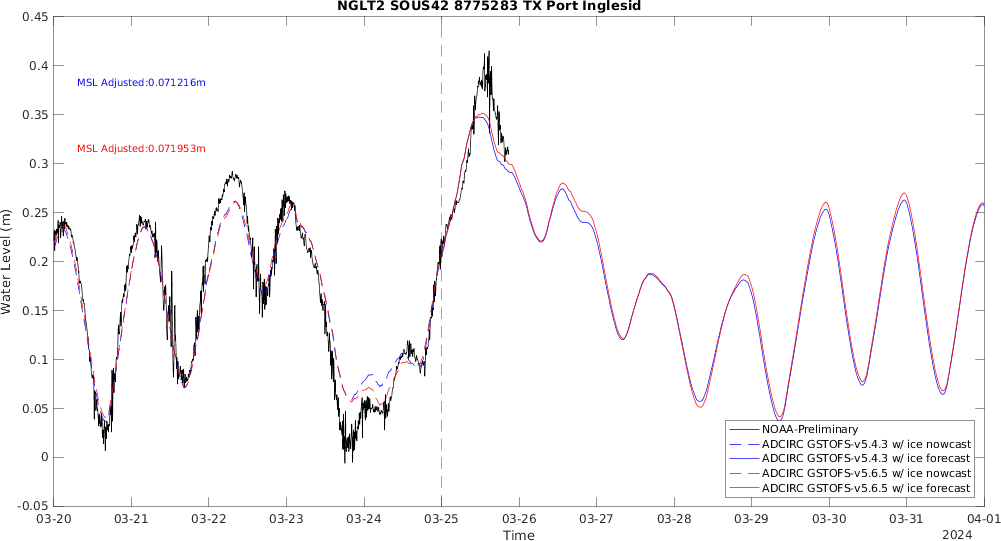 NGLT2 SOUS42 8775283 TX Port Inglesid
0.45
0.4
MSL Adjusted:0.071216m
0.35
MSL Adjusted:0.071953m
0.3
0.25
Water Level (m)
0.2
0.15
0.1
0.05
0
-0.05
NOAA-Preliminary
ADCIRC GSTOFS-v5.4.3 w/ ice nowcast
ADCIRC GSTOFS-v5.4.3 w/ ice forecast
ADCIRC GSTOFS-v5.6.5 w/ ice nowcast
ADCIRC GSTOFS-v5.6.5 w/ ice forecast
03-20 03-21 03-22 03-23 03-24 03-25 03-26 03-27 03-28 03-29 03-30 03-31 04-01
Time
2024